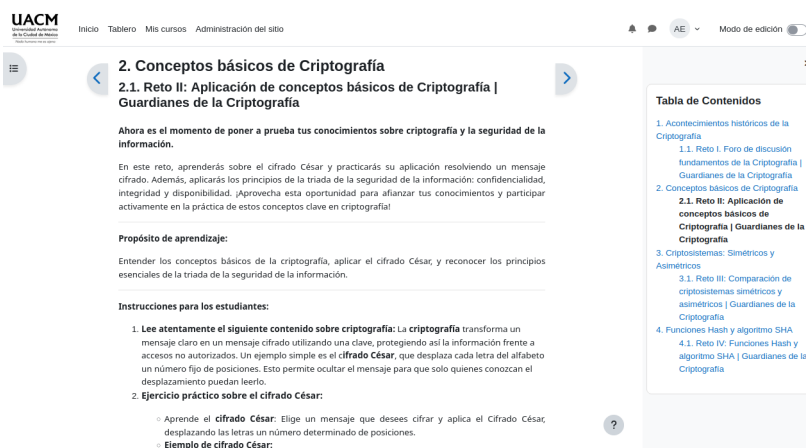 UACM
Universidad Autónoma
de la Ciudad de México
Nada humano me es ajeno
Inicio Tablero Mis cursos Administración del sitio
AE
Modo de edición
2. Conceptos básicos de Criptografía
2.1. Reto II: Aplicación de conceptos básicos de Criptografía |
Guardianes de la Criptografía
Ahora es el momento de poner a prueba tus conocimientos sobre criptografía y la seguridad de la
información.
En este reto, aprenderás sobre el cifrado César y practicarás su aplicación resolviendo un mensaje
cifrado. Además, aplicarás los principios de la triada de la seguridad de la información: confidencialidad,
integridad y disponibilidad. ¡Aprovecha esta oportunidad para afianzar tus conocimientos y participar
activamente en la práctica de estos conceptos clave en criptografía!
Propósito de aprendizaje:
Entender los conceptos básicos de la criptografía, aplicar el cifrado César, y reconocer los principios
esenciales de la triada de la seguridad de la información.
Instrucciones para los estudiantes:
1. Lee atentamente el siguiente contenido sobre criptografía: La criptografía transforma un
mensaje claro en un mensaje cifrado utilizando una clave, protegiendo así la información frente a
accesos no autorizados. Un ejemplo simple es el cifrado César, que desplaza cada letra del alfabeto
un número fijo de posiciones. Esto permite ocultar el mensaje para que solo quienes conozcan el
desplazamiento puedan leerlo.
2. Ejercicio práctico sobre el cifrado César:
Aprende el cifrado César: Elige un mensaje que desees cifrar y aplica el Cifrado César,
desplazando las letras un número determinado de posiciones.
Ejemplo de cifrado César:
?
Tabla de Contenidos
1. Acontecimientos históricos de la
Criptografía
1.1. Reto I. Foro de discusión
fundamentos de la Criptografía |
Guardianes de la Criptografía
2. Conceptos básicos de Criptografía
2.1. Reto II: Aplicación de
conceptos básicos de
Criptografía | Guardianes de la
Criptografía
3. Criptosistemas: Simétricos y
Asimétricos
3.1. Reto III: Comparación de
criptosistemas simétricos y
asimétricos | Guardianes de la
Criptografía
4. Funciones Hash y algoritmo SHA
4.1. Reto IV: Funciones Hash y
algoritmo SHA | Guardianes de la
Criptografía